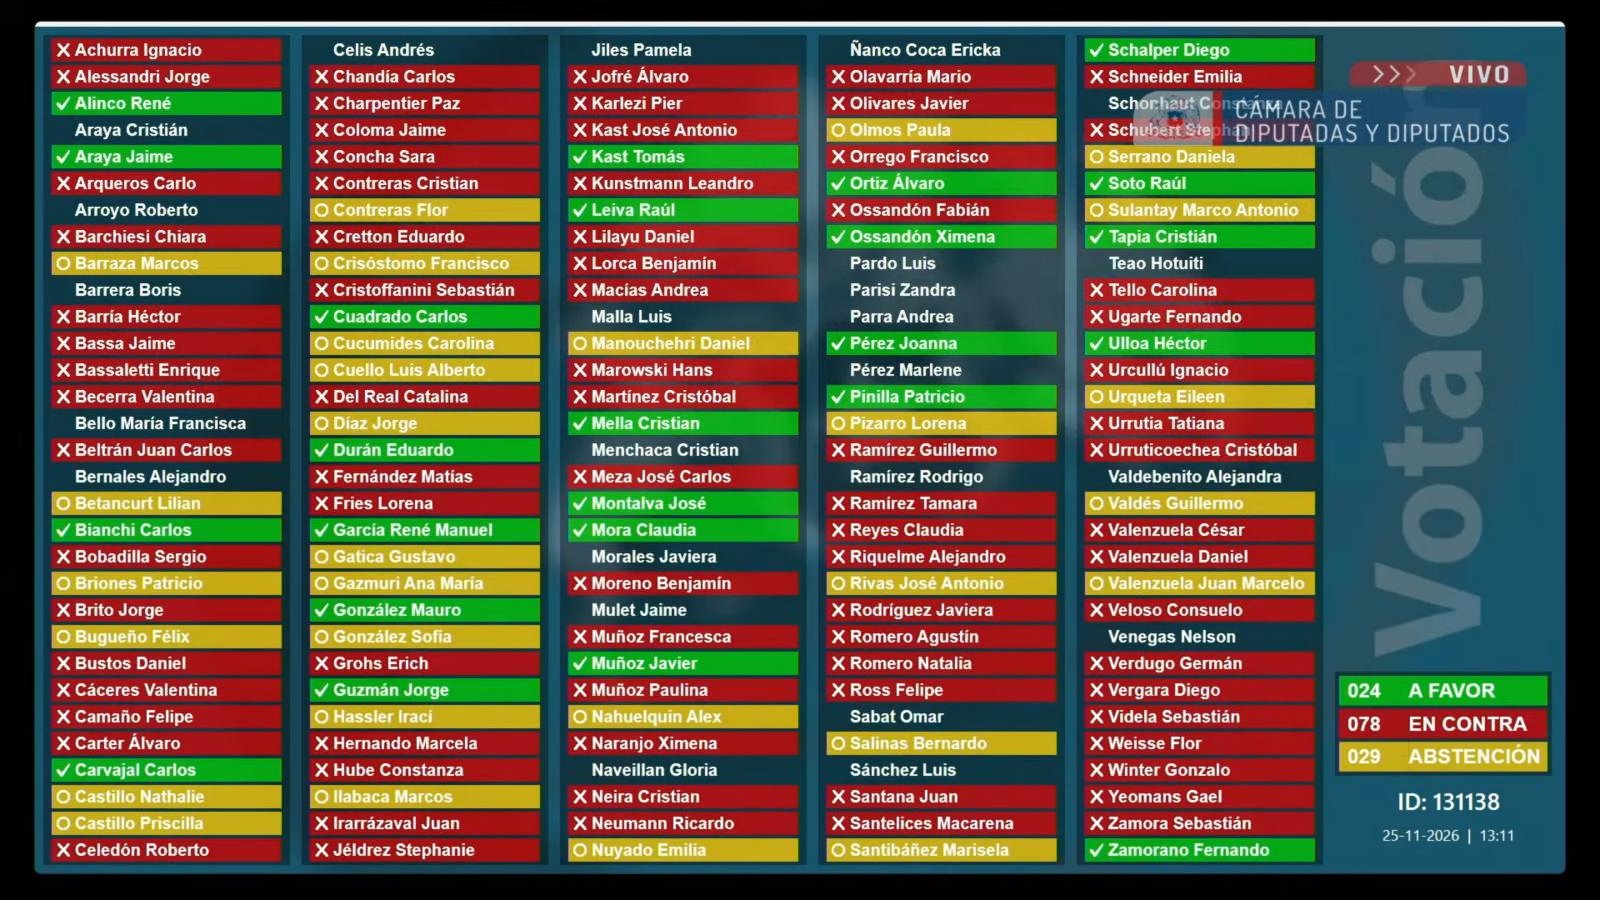 X Achurra Ignacio
X Alessandri Jorge
✓ Alinco René
Araya Cristián
✓ Araya Jaime
X Arqueros Carlo
Arroyo Roberto
X Barchiesi Chiara
O Barraza Marcos
Barrera Boris
X Barría Héctor
X Bassa Jaime
X Bassaletti Enrique
X Becerra Valentina
Bello María Francisca
X Beltrán Juan Carlos
Bernales Alejandro
O Betancurt Lilian
✓ Bianchi Carlos
X Bobadilla Sergio
O Briones Patricio
X Brito Jorge
O Bugueño Félix
X Bustos Daniel
X Cáceres Valentina
X Camaño Felipe
X Carter Álvaro
✓ Carvajal Carlos
O Castillo Nathalie
O Castillo Priscilla
X Celedón Roberto
Celis Andrés
X Chandía Carlos
X Charpentier Paz
X Coloma Jaime
X Concha Sara
X Contreras Cristian
O Contreras Flor
X Cretton Eduardo
O Crisóstomo Francisco
X Cristoffanini Sebastián
✓ Cuadrado Carlos
O Cucumides Carolina
O Cuello Luis Alberto
X Del Real Catalina
O Díaz Jorge
✓ Durán Eduardo
X Fernández Matías
X Fries Lorena
✓ García René Manuel
O Gatica Gustavo
O Gazmuri Ana María
✓ González Mauro
O González Sofía
X Grohs Erich
✓ Guzmán Jorge
O Hassler Irací
X Hernando Marcela
X Hube Constanza
O Ilabaca Marcos
X Irarrázaval Juan
X Jéldrez Stephanie
Jiles Pamela
X Jofré Álvaro
X Karlezi Pier
X Kast José Antonio
✓ Kast Tomás
X Kunstmann Leandro
✓ Leiva Raúl
X Lilayu Daniel
X Lorca Benjamín
X Macías Andrea
Malla Luis
O Manouchehri Daniel
X Marowski Hans
X Martínez Cristóbal
✓ Mella Cristian
Menchaca Cristian
X Meza José Carlos
✓ Montalva José
✓ Mora Claudia
Morales Javiera
X Moreno Benjamín
Mulet Jaime
X Muñoz Francesca
✓ Muñoz Javier
X Muñoz Paulina
O Nahuelquín Alex
X Naranjo Ximena
Naveillan Gloria
X Neira Cristian
X Neumann Ricardo
O Nuyado Emilia
Ñanco Coca Ericka
X Olavarría Mario
X Olivares Javier
O Olmos Paula
X Orrego Francisco
✓ Ortiz Álvaro
X Ossandón Fabián
✓ Ossandón Ximena
Pardo Luis
Parisi Zandra
Parra Andrea
✓ Pérez Joanna
Pérez Marlene
✓ Pinilla Patricio
O Pizarro Lorena
X Ramírez Guillermo
Ramírez Rodrigo
X Ramírez Tamara
X Reyes Claudia
X Riquelme Alejandro
O Rivas José Antonio
X Rodríguez Javiera
X Romero Agustín
X Romero Natalia
X Ross Felipe
Sabat Omar
O Salinas Bernardo
Sánchez Luis
X Santana Juan
X Santelices Macarena
O Santibáñez Marisela
✓ Schalper Diego
X Schneider Emilia
Schonhaut Constanza
X Schubert Stephan
O Serrano Daniela
✓ Soto Raúl
O Sulantay Marco Antonio
✓ Tapia Cristián
Teao Hotuiti
X Tello Carolina
X Ugarte Fernando
✓ Ulloa Héctor
X Urcullú Ignacio
O Urqueta Eileen
X Urrutia Tatiana
X Urruticoechea Cristóbal
Valdebenito Alejandra
O Valdés Guillermo
X Valenzuela César
X Valenzuela Daniel
O Valenzuela Juan Marcelo
X Veloso Consuelo
Venegas Nelson
X Verdugo Germán
X Vergara Diego
X Videla Sebastián
X Weisse Flor
X Winter Gonzalo
X Yeomans Gael
X Zamora Sebastián
✓ Zamorano Fernando
>>> VIVO
CÁMARA DE
DIPUTADAS Y DIPUTADOS
Votación
024 A FAVOR
078 EN CONTRA
029 ABSTENCIÓN
ID: 131138
25-11-2026 | 13:11